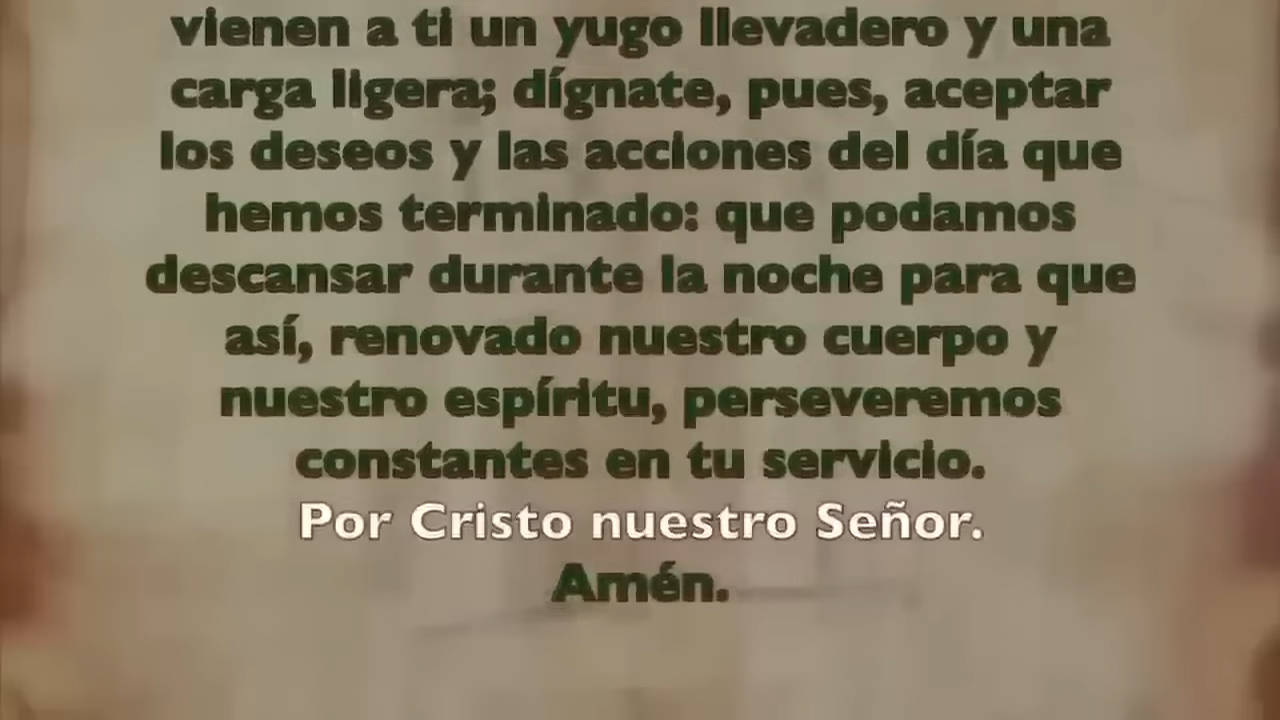 vienen a ti un yugo llevadero y una
carga ligera; dígnate, pues, aceptar
los deseos y las acciones del día que
hemos terminado: que podamos
descansar durante la noche para que
así, renovado nuestro cuerpo y
nuestro espíritu, perseveremos
constantes en tu servicio.
Por Cristo nuestro Señor.
Amén.